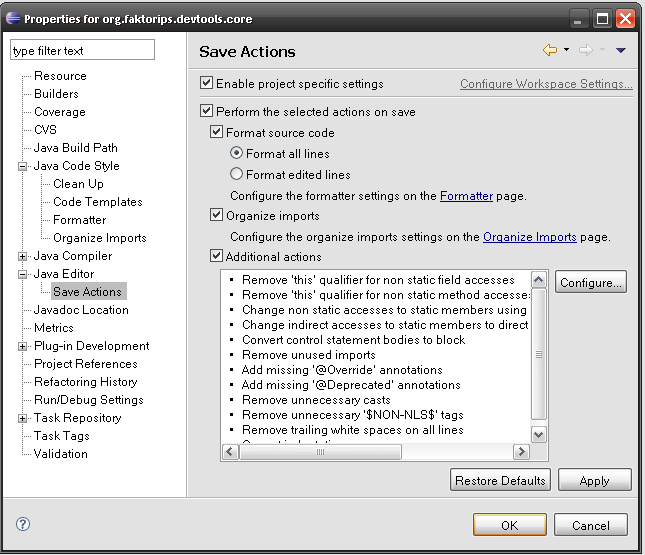 Properties for org.faktorips.devtools.core
type filter text
Resource
Builders
Coverage
CVS
Java Build Path
Java Code Style
Clean Up
Code Templates
Formatter
Organize Imports
Java Compiler
Java Editor
Save Actions
Javadoc Location
Metrics
Plug-in Development
Project References
Refactoring History
Run/Debug Settings
Task Repository
Task Tags
Validation
Save Actions
Enable project specific settings
Configure Workspace Settings...
Perform the selected actions on save
Format source code
Format all lines
Format edited lines
Configure the formatter settings on the Formatter page.
Organize imports
Configure the organize imports settings on the Organize Imports page.
Additional actions
Remove 'this' qualifier for non static field accesses
Remove 'this' qualifier for non static method accesses
Change non static accesses to static members using
Change indirect accesses to static members to direct
Convert control statement bodies to block
Remove unused imports
Add missing '@Override' annotations
Add missing '@Deprecated' annotations
Remove unnecessary casts
Remove unnecessary '$NON-NLS$' tags
Remove trailing white spaces on all lines
Configure...
Restore Defaults
Apply
?
OK
Cancel